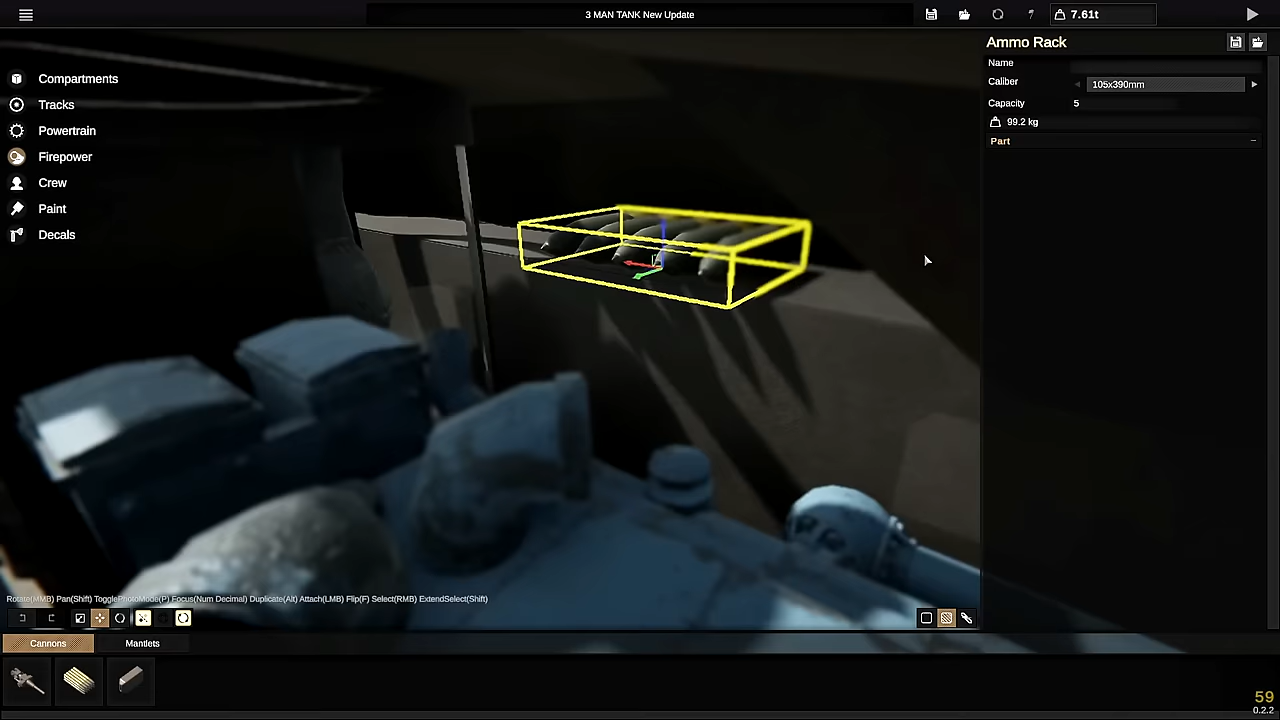 3 MAN TANK New Update
7.61t
Compartments
Tracks
Powertrain
Firepower
Crew
Paint
Decals
Ammo Rack
Name
Caliber
105x390mm
Capacity
5
99.2 kg
Part
Rotate(MMB) Pan(Shift) TogglePhotoMode(P) Focus(Num Decimal) Duplicate(Alt) Attach(LMB) Flip(F) Select(RMB) ExtendSelect(Shift)
Cannons
Mantlets
59
0.2.2